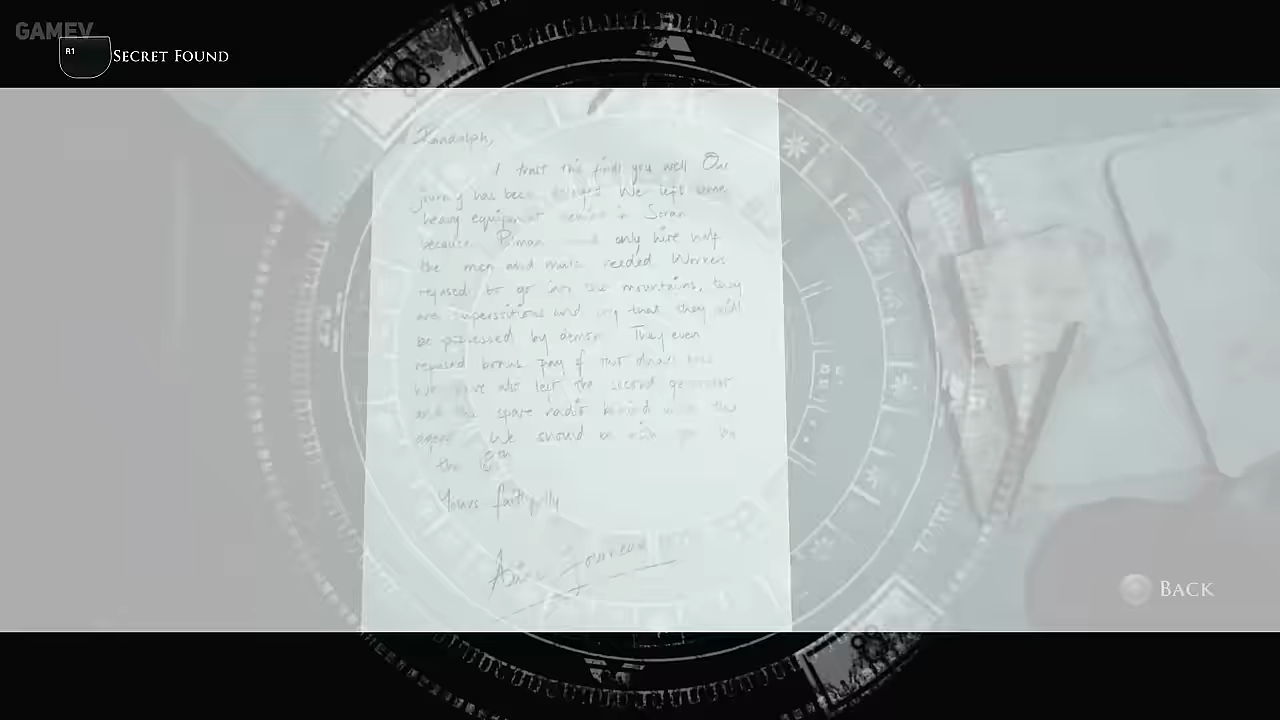 GAMEV
R1
SECRET FOUND
Randolph,
I trust this finds you well Our
journey has been delayed We left some
heavy equipment behind in Soran
because only hire half
the men and mules needed Workers
refused to go into the mountains, they
are superstitious and say that they will
be possessed by demons They even
refused bonus pay of two dinars
We have also left the second generator
and the spare radio behind with the
We should be with you by
the
Yours faithfully
BACK